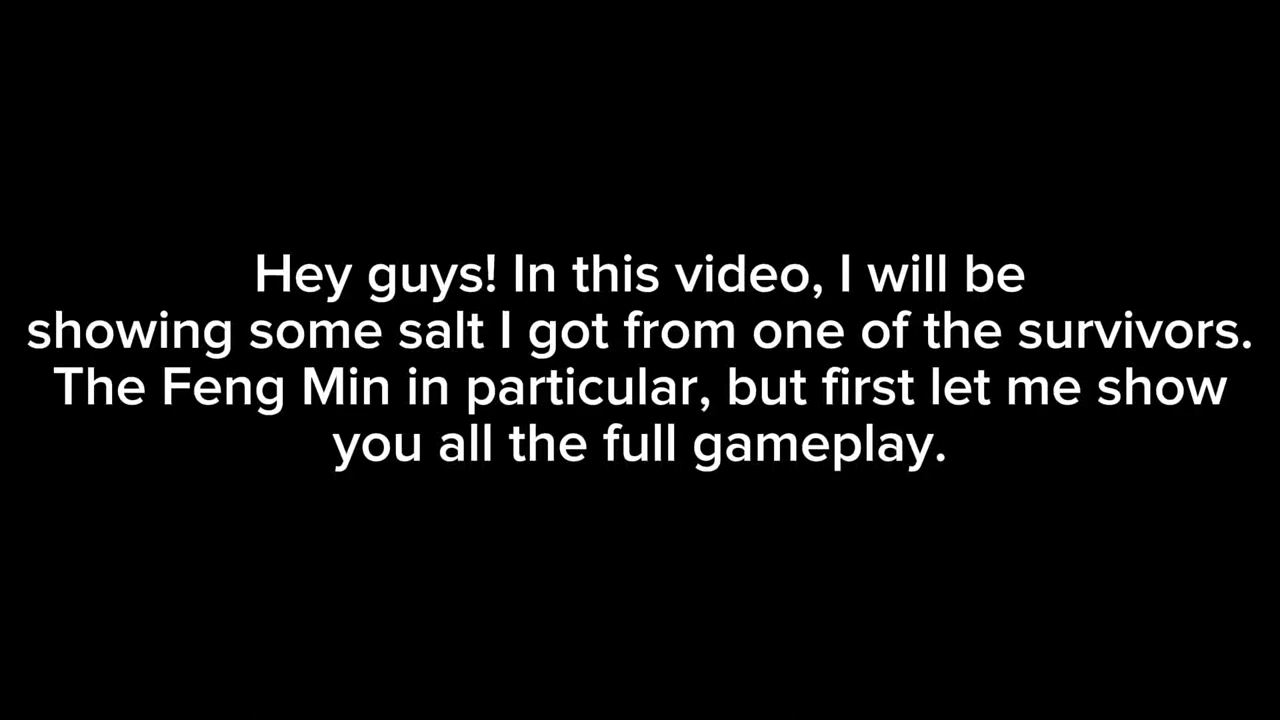 Hey guys! In this video, I will be
showing some salt I got from one of the survivors.
The Feng Min in particular, but first let me show
you all the full gameplay.